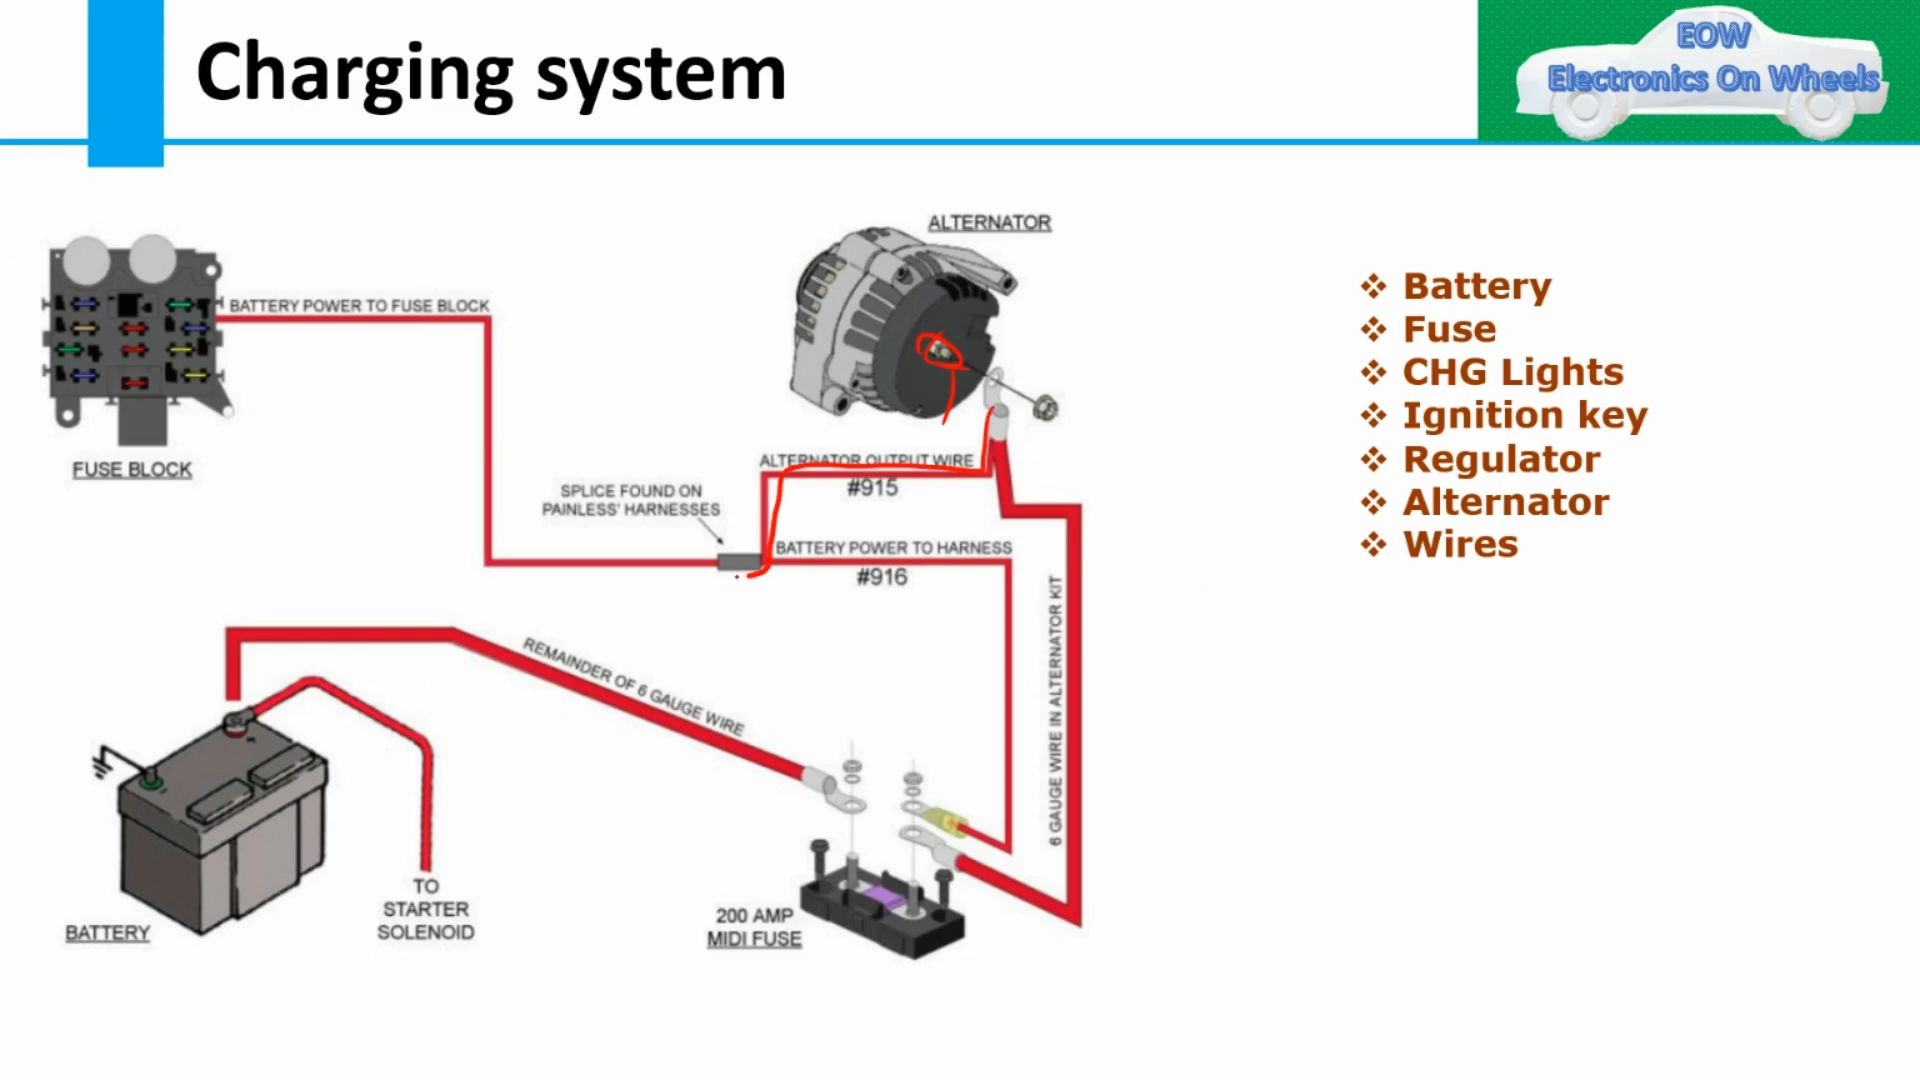 Charging system
EOW
Electronics On Wheels
ALTERNATOR
BATTERY POWER TO FUSE BLOCK
FUSE BLOCK
ALTERNATOR OUTPUT WIRE
#915
SPLICE FOUND ON
PAINLESS' HARNESSES
BATTERY POWER TO HARNESS
#916
6 GAUGE WIRE IN ALTERNATOR KIT
REMAINDER OF 6 GAUGE WIRE
TO
STARTER
SOLENOID
BATTERY
200 AMP
MIDI FUSE
❖ Battery
❖ Fuse
❖ CHG Lights
❖ Ignition key
❖ Regulator
❖ Alternator
❖ Wires